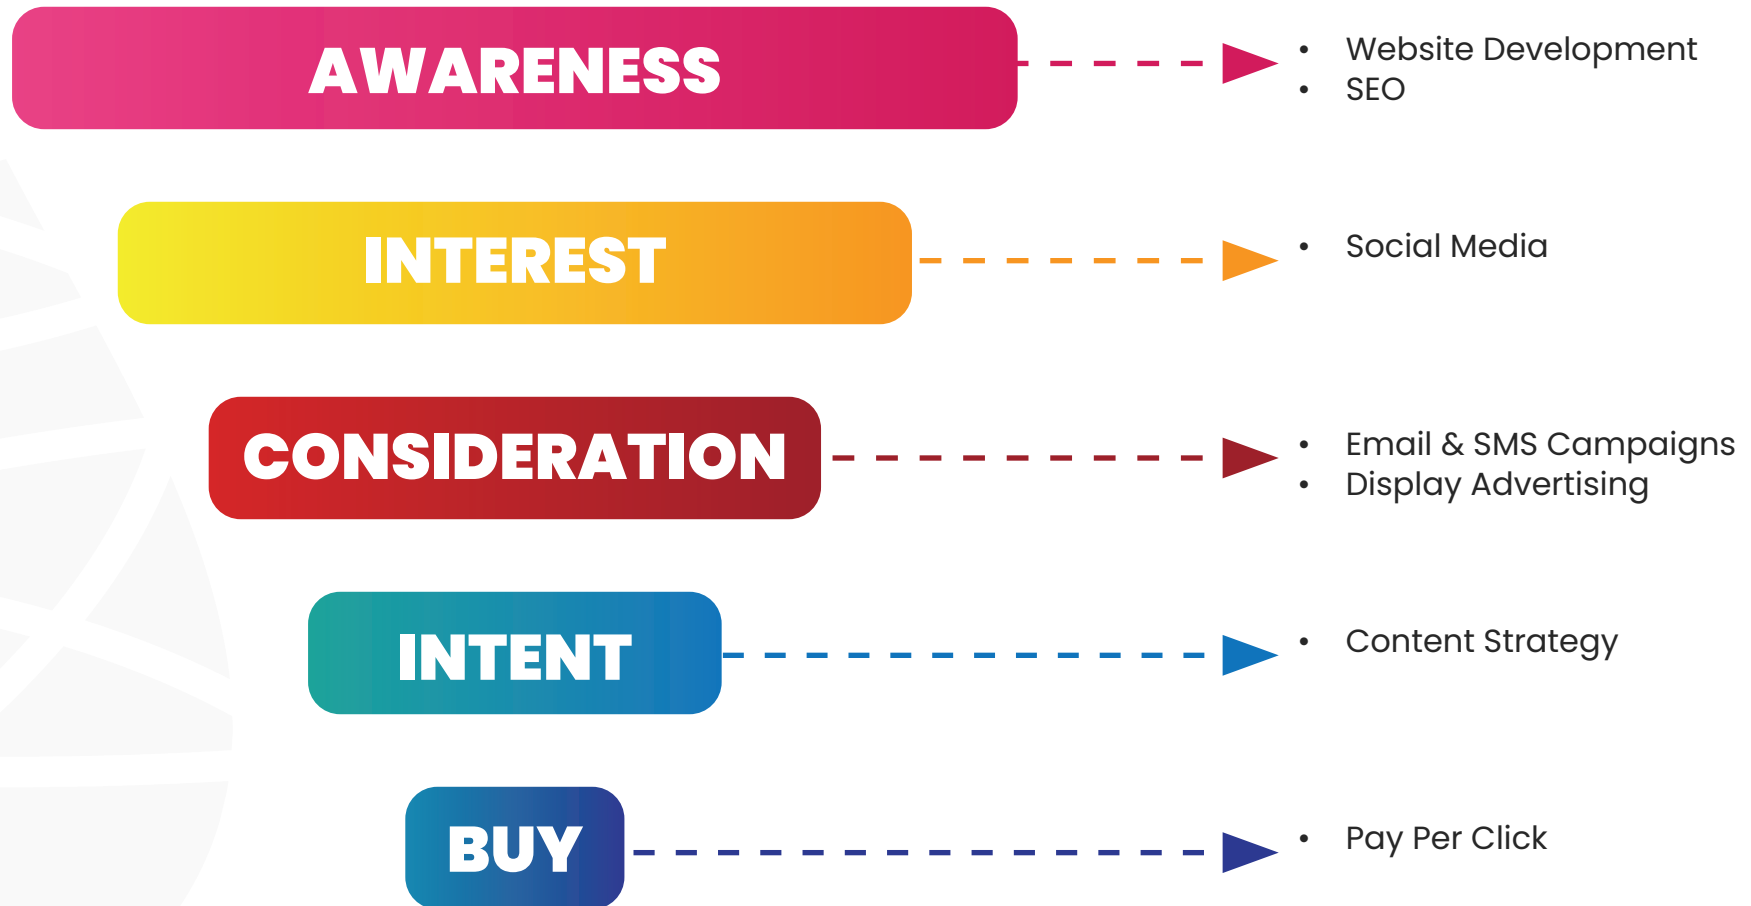 AWARENESS
• Website Development
• SEO
INTEREST
• Social Media
CONSIDERATION
• Email & SMS Campaigns
• Display Advertising
INTENT
• Content Strategy
BUY
• Pay Per Click